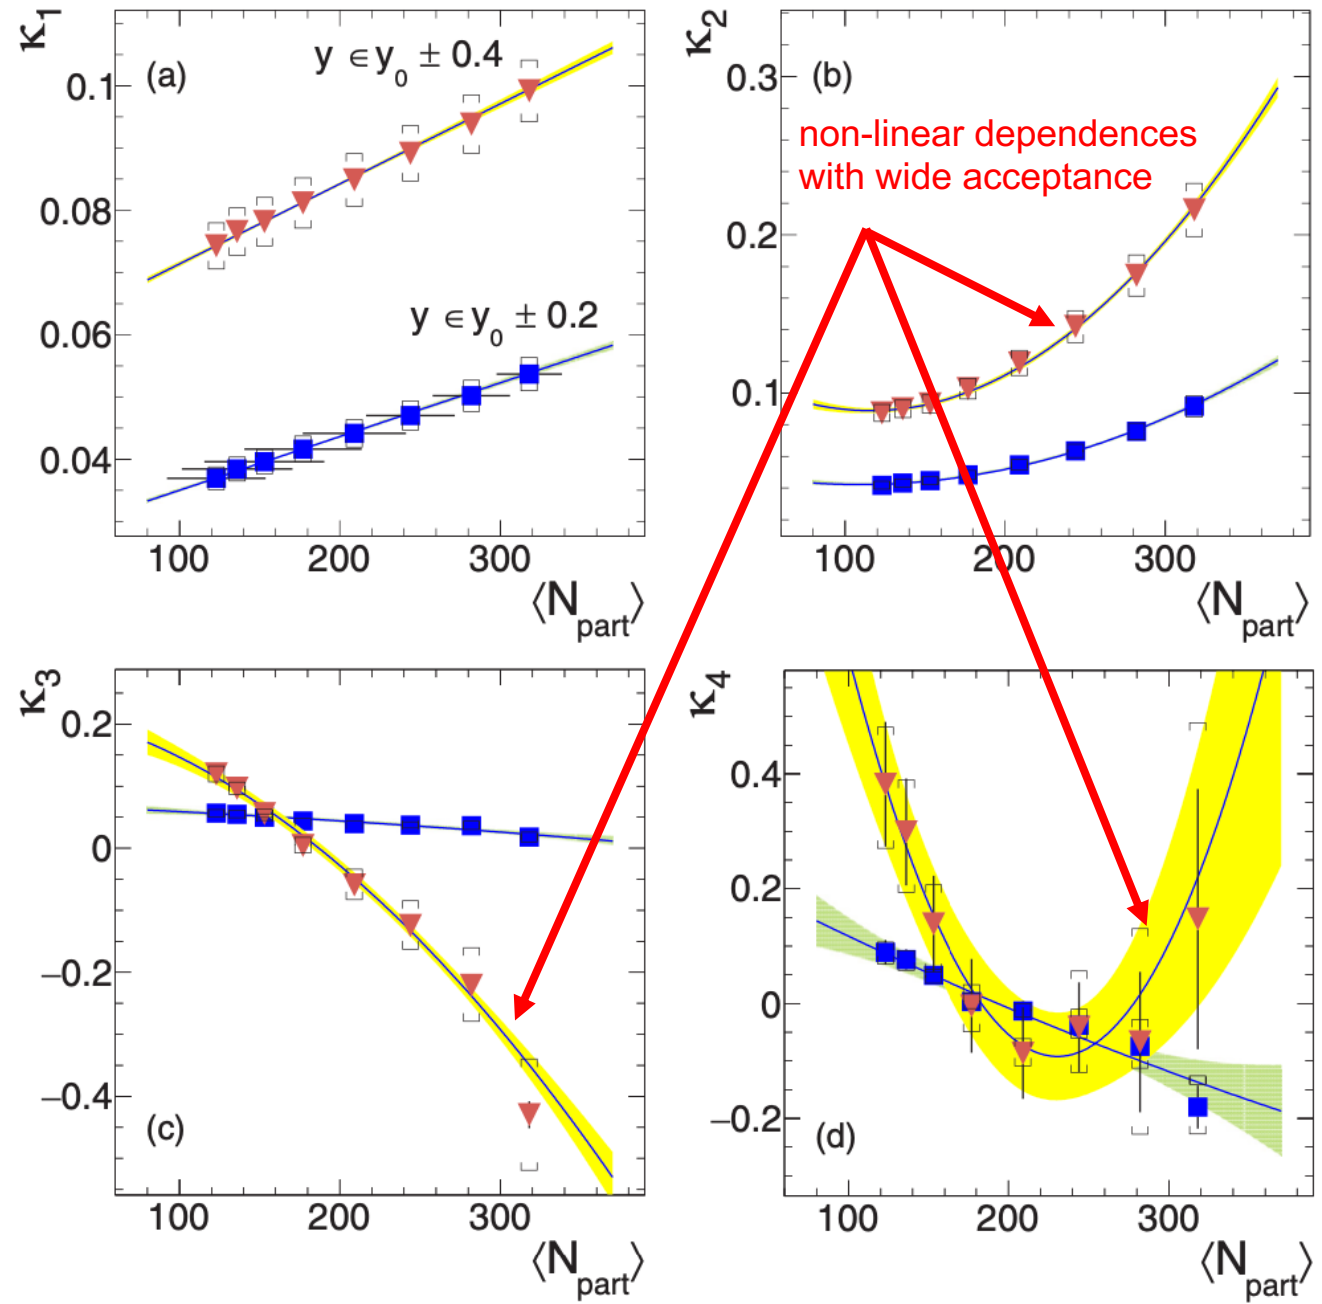 κ1
(a)
y ∈ y0 ± 0.4
y ∈ y0 ± 0.2
0.1
0.08
0.06
0.04
100 200 300
⟨Npart⟩
κ2
(b)
non-linear dependences
with wide acceptance
0.3
0.2
0.1
100 200 300
⟨Npart⟩
κ3
0.2
0
−0.2
−0.4
(c)
100 200 300
⟨Npart⟩
κ4
0.4
0.2
0
−0.2
(d)
100 200 300
⟨Npart⟩